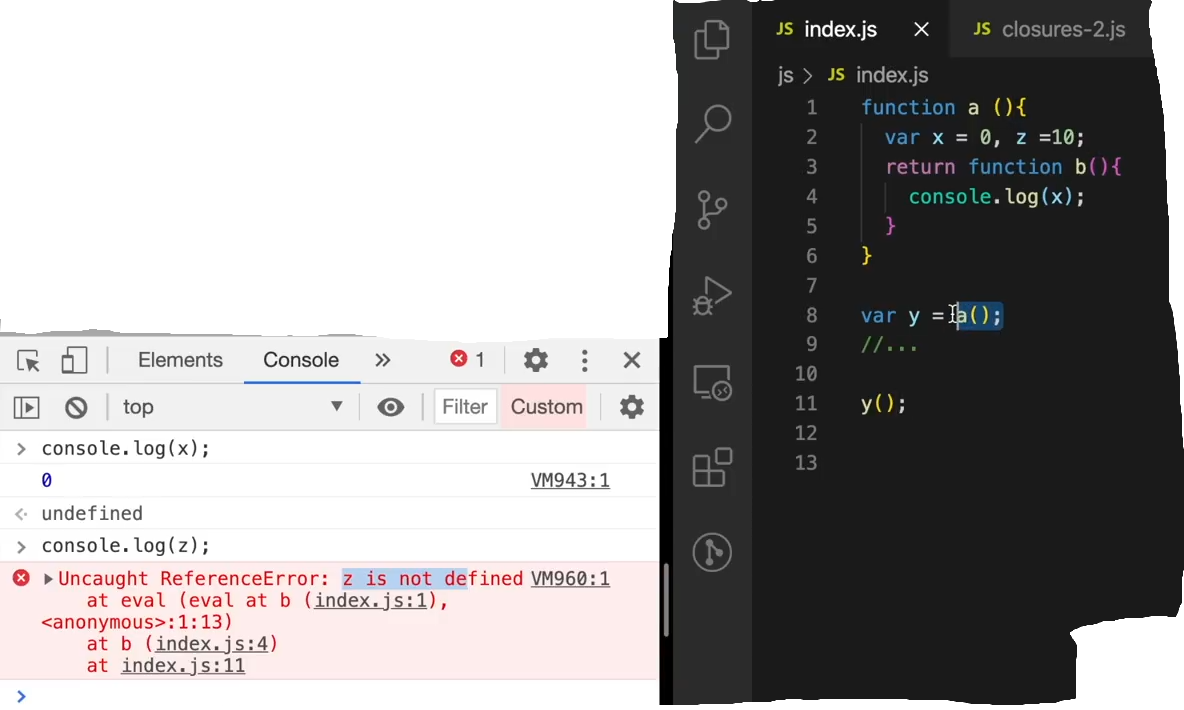 Elements Console 1
top Filter Custom
console.log(x);
0 VM943:1
undefined
console.log(z);
Uncaught ReferenceError: z is not defined VM960:1
at eval (eval at b (index.js:1),
<anonymous>:1:13)
at b (index.js:4)
at index.js:11
JS index.js JS closures-2.js
js > JS index.js
1 function a (){
2 var x = 0, z =10;
3 return function b(){
4 console.log(x);
5 }
6 }
7
8 var y = a();
9 //...
10
11 y();
12
13